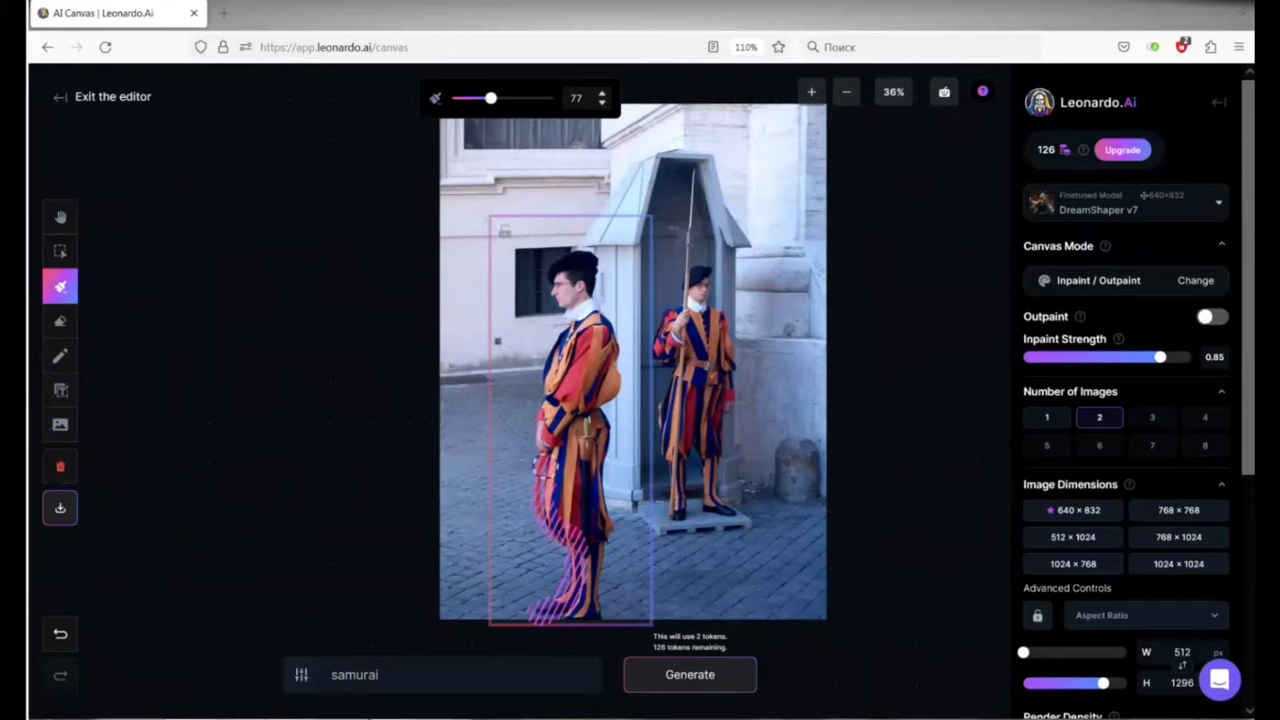 AI Canvas | Leonardo.Ai
https://app.leonardo.ai/canvas
110%
Поиск
2
Exit the editor
77
36%
Leonardo.Ai
126
Upgrade
Finetuned Model
640×832
DreamShaper v7
Canvas Mode
Inpaint / Outpaint
Change
Outpaint
Inpaint Strength
0.85
Number of Images
1 2 3 4
5 6 7 8
Image Dimensions
640 × 832
768 × 768
512 × 1024
768 × 1024
1024 × 768
1024 × 1024
Advanced Controls
Aspect Ratio
W 512 px
H 1296
Render Density
This will use 2 tokens.
126 tokens remaining.
samurai
Generate